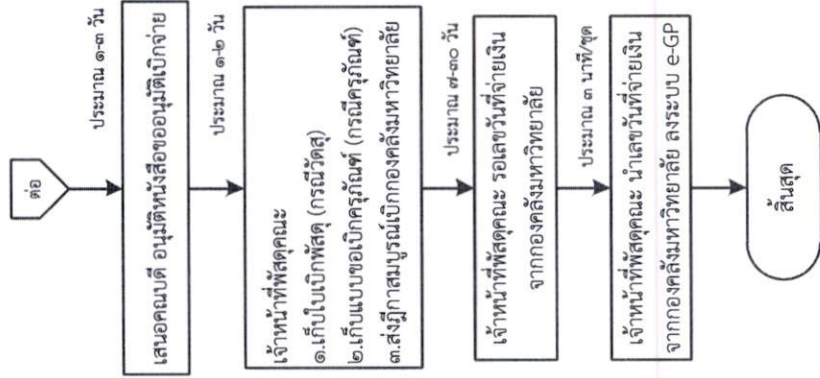 ต่อ
ประมาณ ๑-๓ วัน
เสนอคณบดี อนุมัติหนังสือขออนุมัติเบิกจ่าย
ประมาณ ๑-๒ วัน
เจ้าหน้าที่พัสดุคณะ
๑.เก็บใบเบิกพัสดุ (กรณีวัสดุ)
๒.เก็บแบบขอเบิกครุภัณฑ์ (กรณีครุภัณฑ์)
๓.ส่งฎีกาสมบูรณ์เบิกกองคลังมหาวิทยาลัย
ประมาณ ๗-๓๐ วัน
เจ้าหน้าที่พัสดุคณะ รอเลขวันที่จ่ายเงิน
จากกองคลังมหาวิทยาลัย
ประมาณ ๓ นาที/ชุด
เจ้าหน้าที่พัสดุคณะ นำเลขวันที่จ่ายเงิน
จากกองคลังมหาวิทยาลัย ลงระบบ e-GP
สิ้นสุด